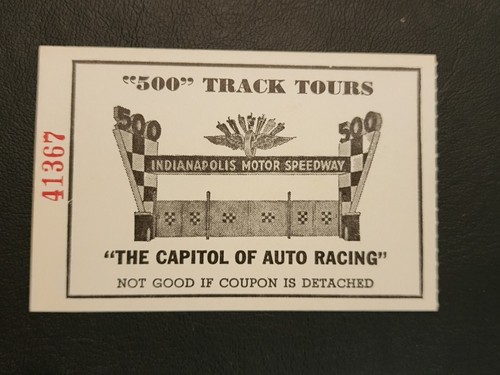 "500" TRACK TOURS
500
500
INDIANAPOLIS MOTOR SPEEDWAY
"THE CAPITOL OF AUTO RACING"
NOT GOOD IF COUPON IS DETACHED
41367